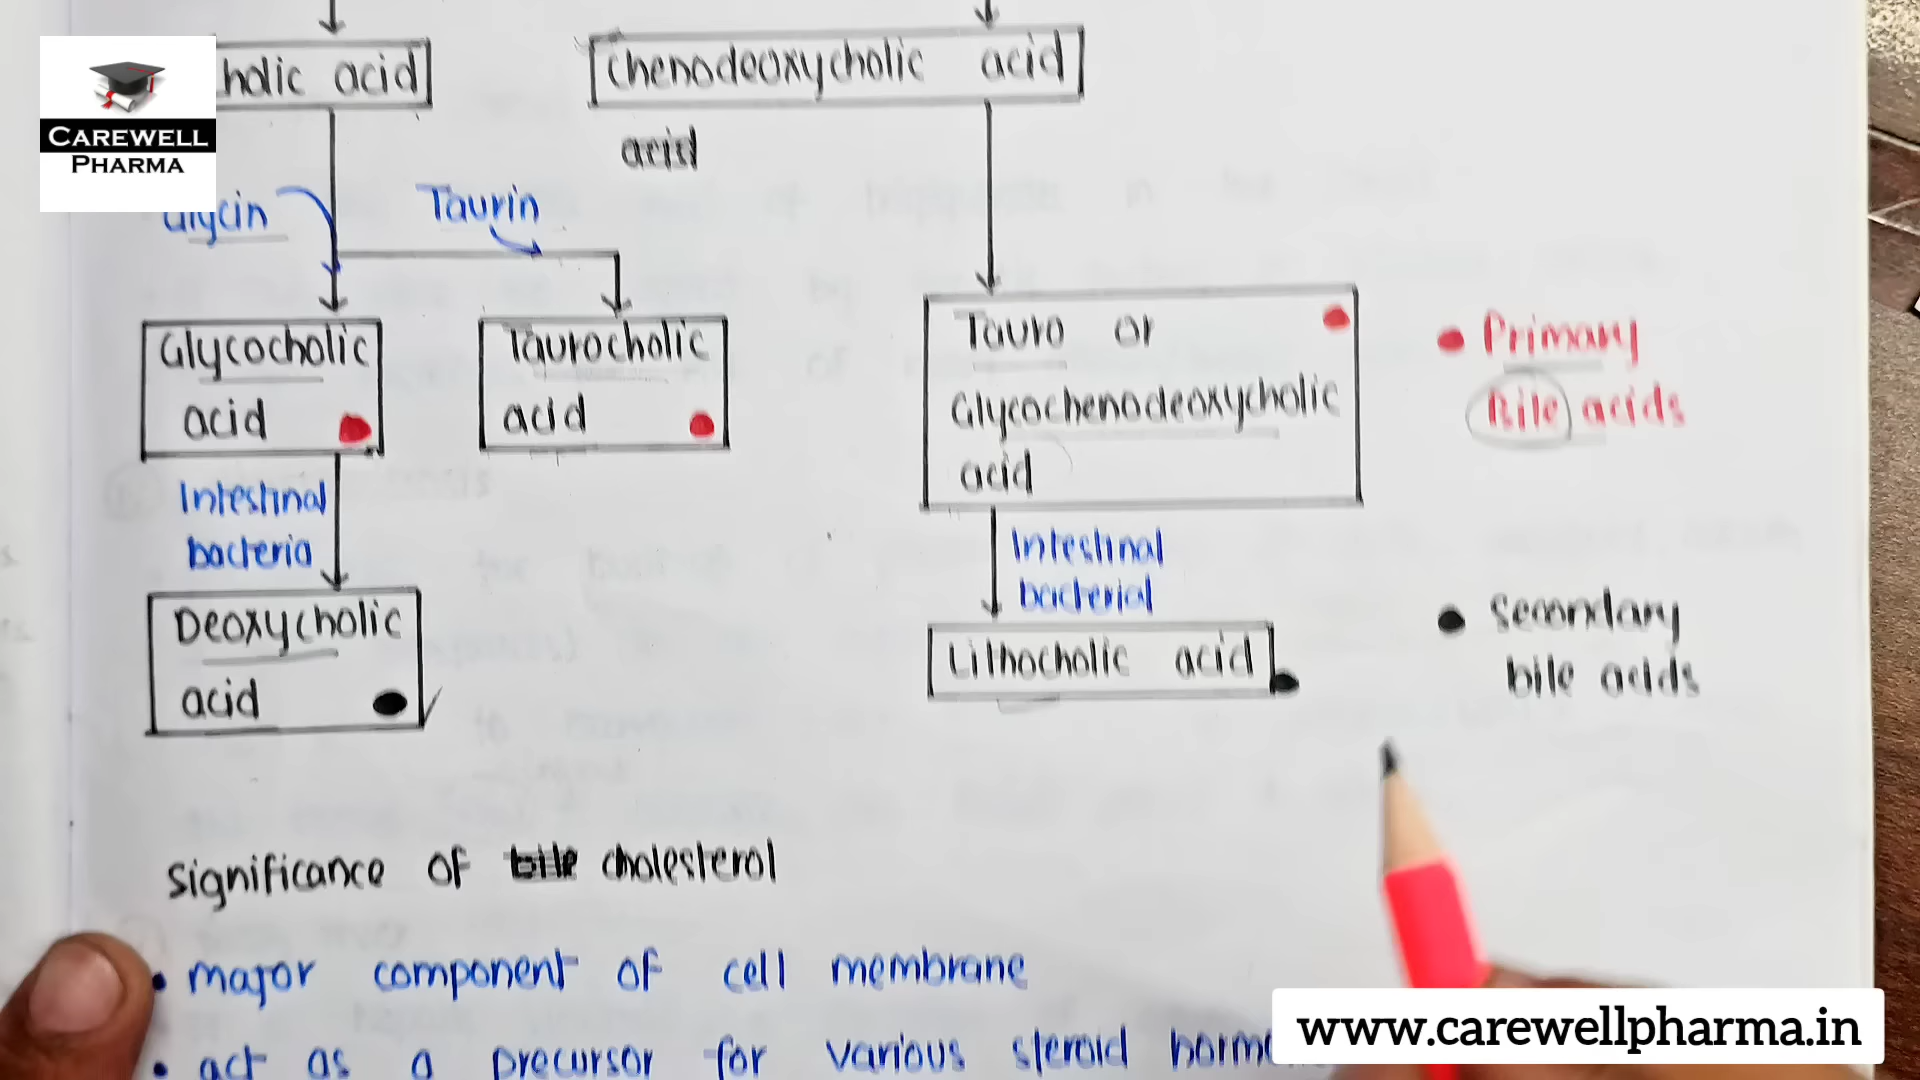 holic acid
chenodeoxycholic acid
CAREWELL
PHARMA
acid
Glycin
Taurin
Glycocholic
acid
Taurocholic
acid
Tauro or
Glycochenodeoxycholic
acid
Primary
Bile acids
Intestinal
bacteria
Intestinal
bacterial
Deoxycholic
acid
Lithocholic acid
Secondary
bile acids
Significance of bile cholesterol
• major component of cell membrane
• act as a precursor for various steroid hormo
www.carewellpharma.in